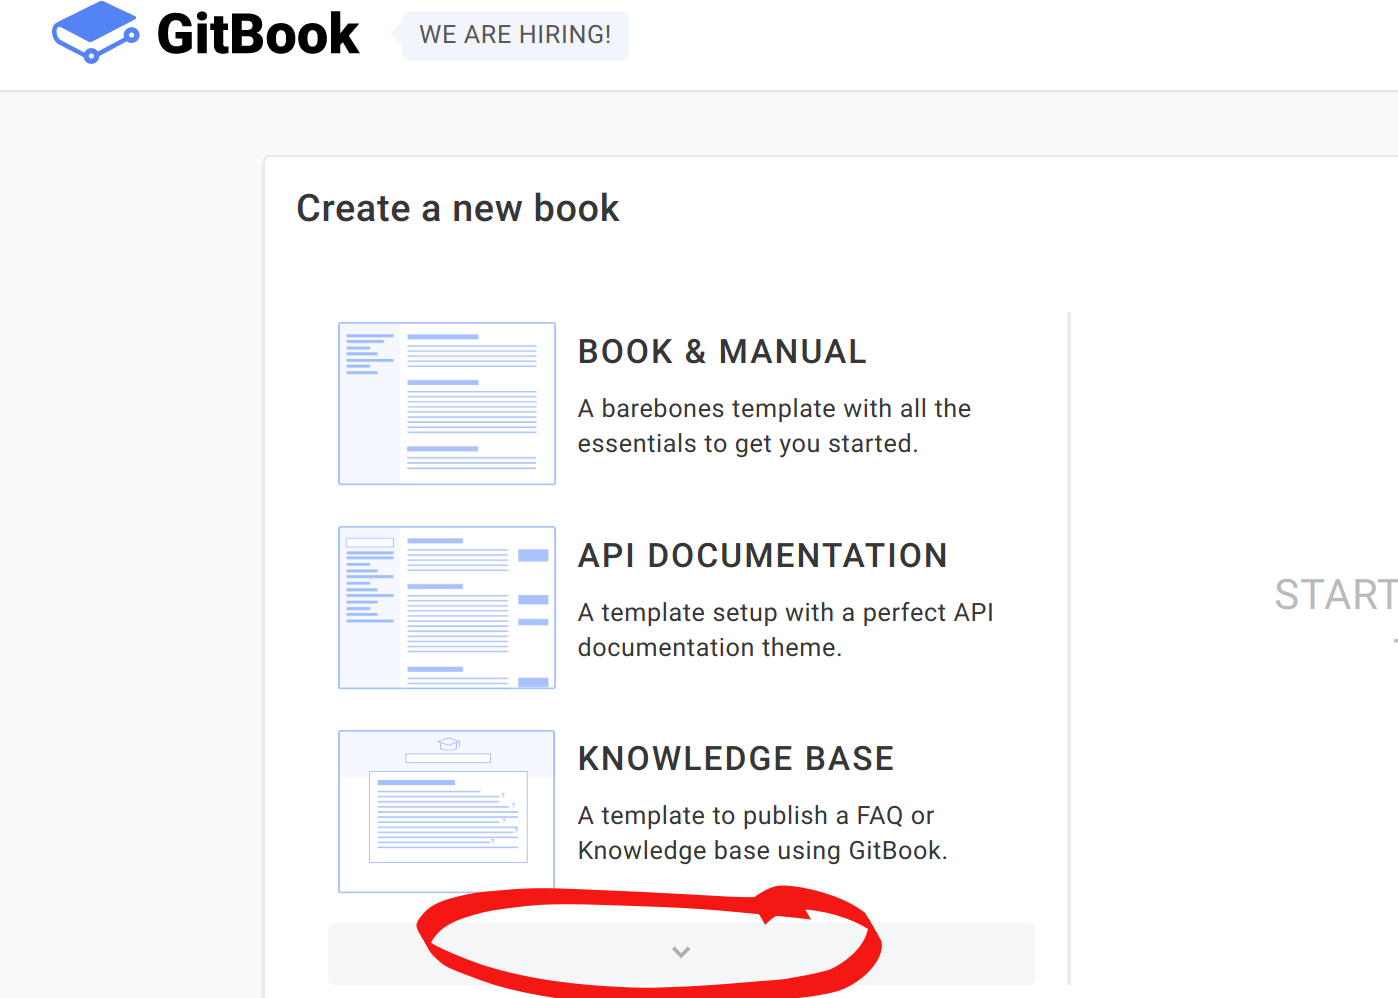 GitBook
WE ARE HIRING!
Create a new book
BOOK & MANUAL
A barebones template with all the
essentials to get you started.
API DOCUMENTATION
A template setup with a perfect API
documentation theme.
START
KNOWLEDGE BASE
A template to publish a FAQ or
Knowledge base using GitBook.